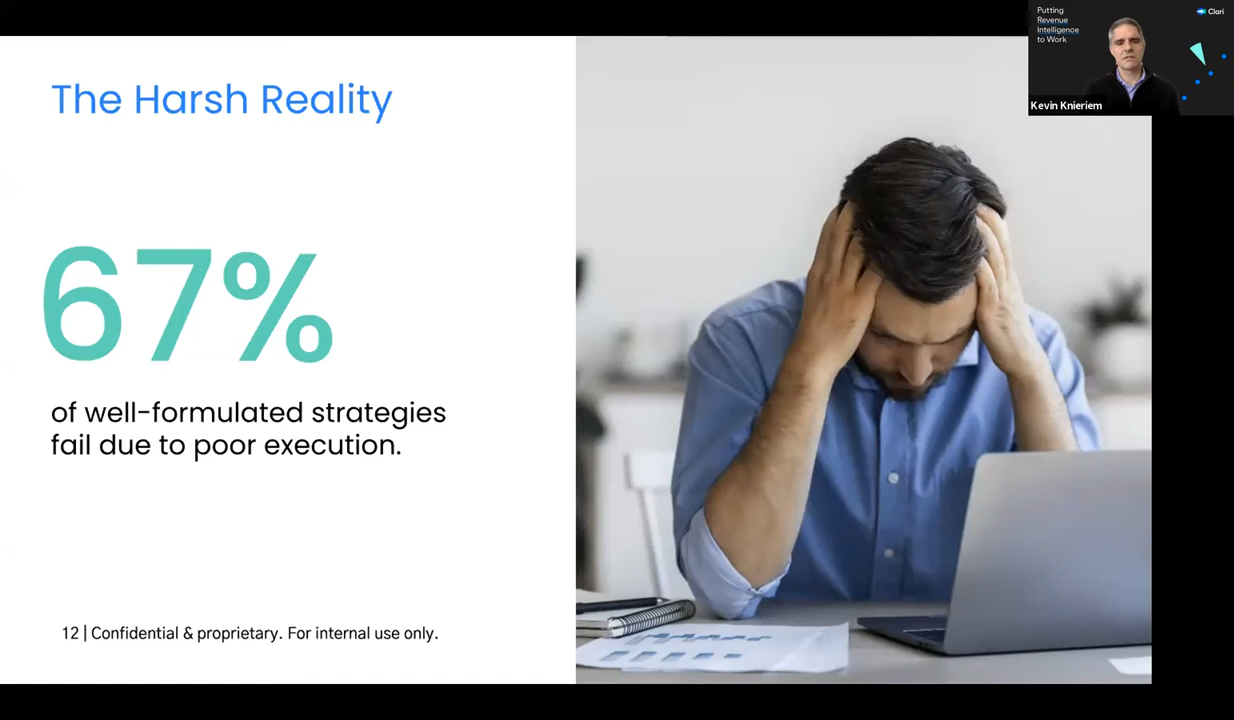 The Harsh Reality
67%
of well-formulated strategies
fail due to poor execution.
12 | Confidential & proprietary. For internal use only.
Putting
Revenue
Intelligence
to Work
Clari
Kevin Knieriem